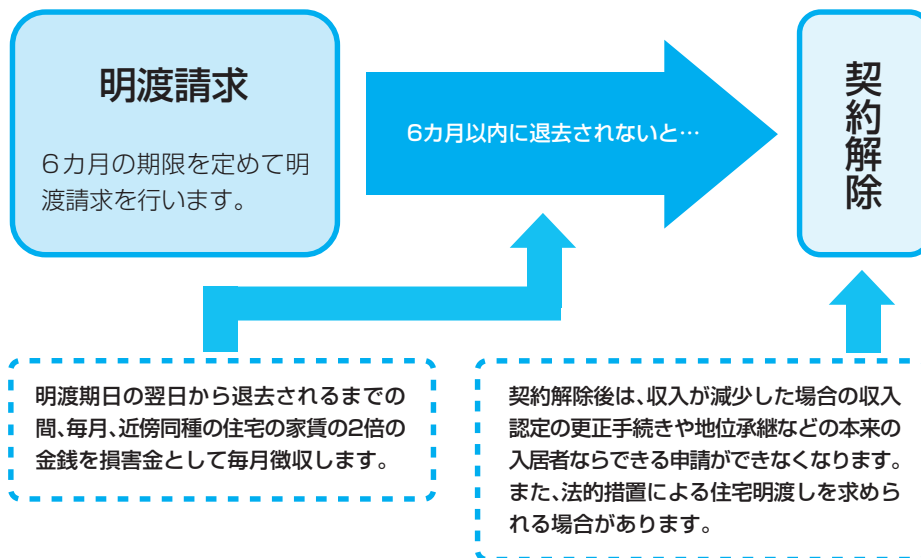 明渡請求
6カ月の期限を定めて明
渡請求を行います。
6カ月以内に退去されないと…
契約解除
明渡期日の翌日から退去されるまでの
間、毎月、近傍同種の住宅の家賃の2倍の
金銭を損害金として毎月徴収します。
契約解除後は、収入が減少した場合の収入
認定の更正手続きや地位承継などの本来の
入居者ならできる申請ができなくなります。
また、法的措置による住宅明渡しを求めら
れる場合があります。